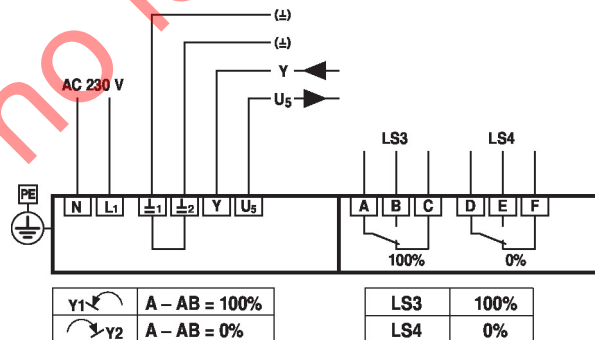 no l
(⊥)
(⊥)
Y
U5
AC 230 V
LS3 LS4
PE
N L1 ⊥1 ⊥2 Y U5 A B C D E F
100% 0%
Y1 A – AB = 100%
Y2 A – AB = 0%
LS3 100%
LS4 0%